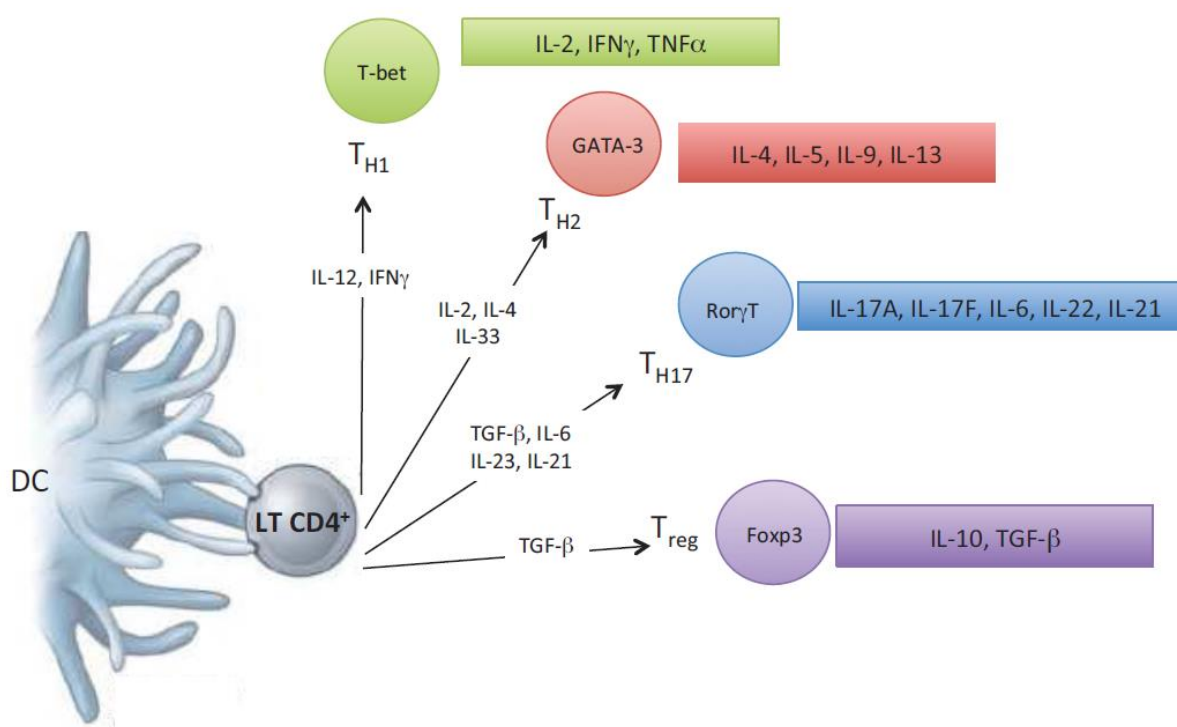 IL-2, IFNγ, TNFα
T-bet
GATA-3
IL-4, IL-5, IL-9, IL-13
TH1
TH2
IL-12, IFNγ
IL-2, IL-4
IL-33
RorγT
IL-17A, IL-17F, IL-6, IL-22, IL-21
TH17
TGF-β, IL-6
IL-23, IL-21
DC
LT CD4+
TGF-β
Treg
Foxp3
IL-10, TGF-β